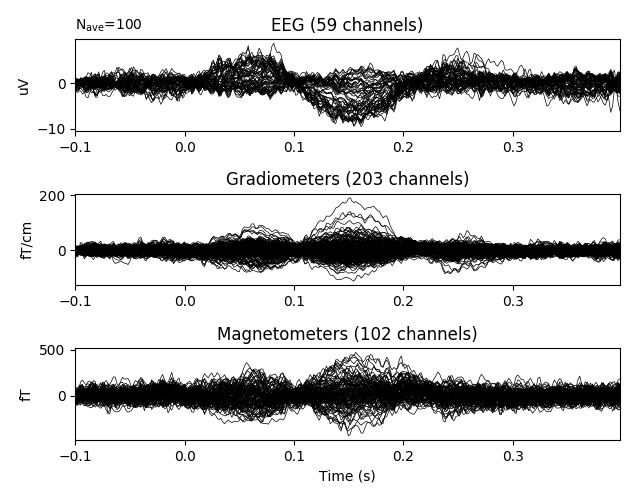 N_ave=100
EEG (59 channels)
uV
0
−10
−0.1 0.0 0.1 0.2 0.3
Gradiometers (203 channels)
fT/cm
200
0
−0.1 0.0 0.1 0.2 0.3
Magnetometers (102 channels)
fT
500
0
−0.1 0.0 0.1 0.2 0.3
Time (s)